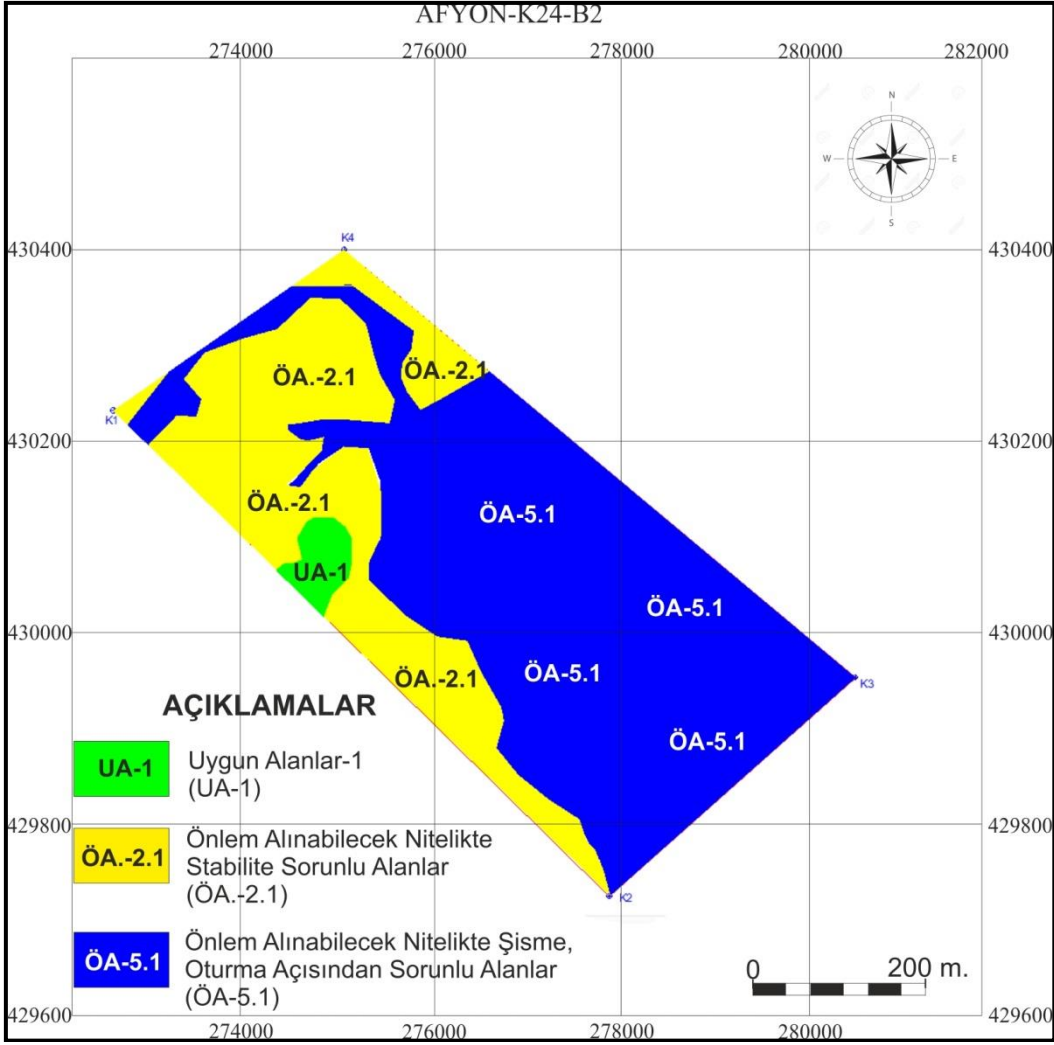 AFYON-K24-B2
274000 276000 278000 280000 282000
N
W E
S
K4
430400 430400
ÖA.-2.1
ÖA.-2.1
K1
430200 430200
ÖA.-2.1
ÖA-5.1
UA-1
ÖA-5.1
430000 430000
ÖA.-2.1
ÖA-5.1
K3
ÖA-5.1
AÇIKLAMALAR
UA-1
Uygun Alanlar-1
(UA-1)
429800 429800
ÖA.-2.1
Önlem Alınabilecek Nitelikte
Stabilite Sorunlu Alanlar
(ÖA.-2.1)
K2
ÖA-5.1
Önlem Alınabilecek Nitelikte Şisme,
Oturma Açısından Sorunlu Alanlar
(ÖA-5.1)
0 200 m.
429600 429600
274000 276000 278000 280000